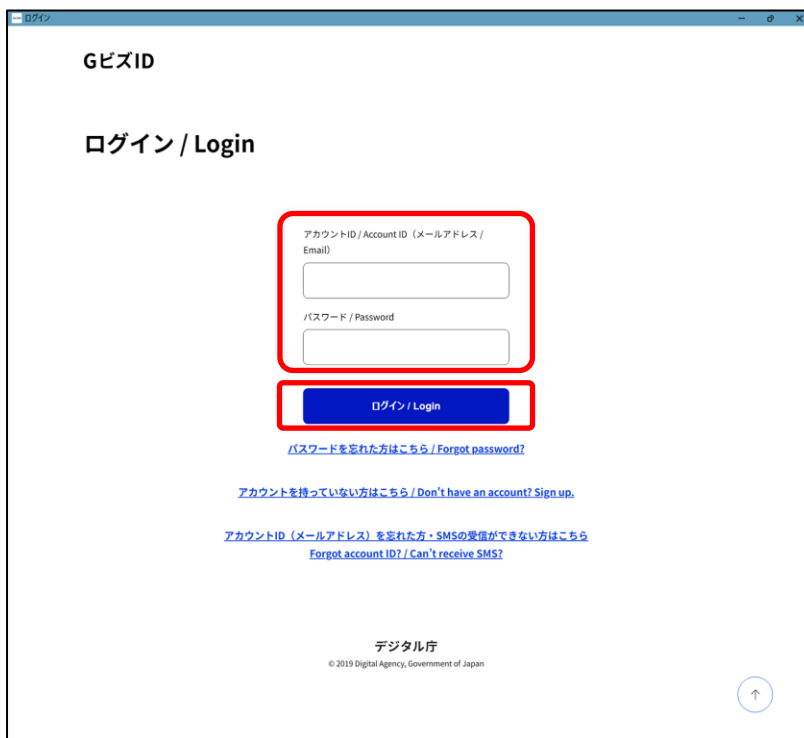 ログイン
GビズID
ログイン / Login
アカウントID / Account ID（メールアドレス /
Email）
パスワード / Password
ログイン / Login
パスワードを忘れた方はこちら / Forgot password?
アカウントを持っていない方はこちら / Don't have an account? Sign up.
アカウントID（メールアドレス）を忘れた方・SMSの受信ができない方はこちら
Forgot account ID? / Can't receive SMS?
デジタル庁
© 2019 Digital Agency, Government of Japan